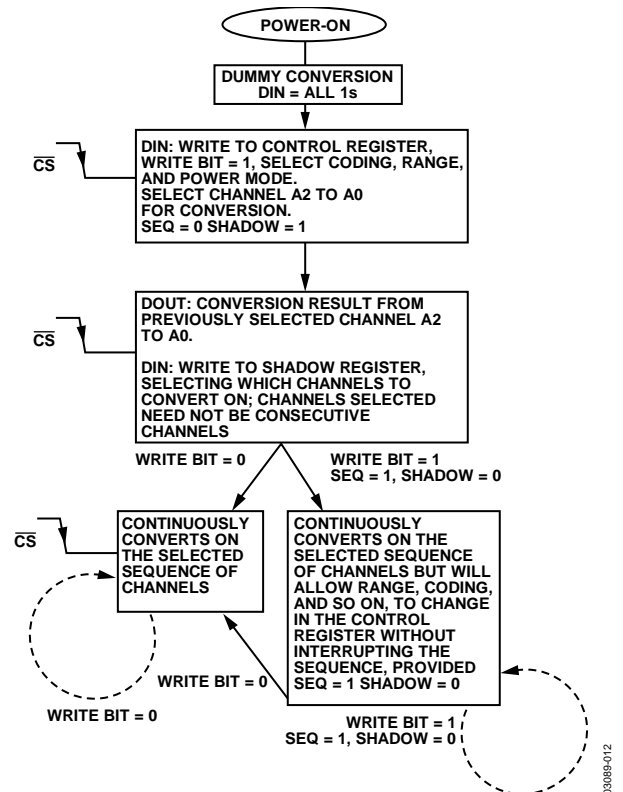 POWER-ON
DUMMY CONVERSION
DIN = ALL 1s
CS
DIN: WRITE TO CONTROL REGISTER,
WRITE BIT = 1, SELECT CODING, RANGE,
AND POWER MODE.
SELECT CHANNEL A2 TO A0
FOR CONVERSION.
SEQ = 0 SHADOW = 1
CS
DOUT: CONVERSION RESULT FROM
PREVIOUSLY SELECTED CHANNEL A2
TO A0.
DIN: WRITE TO SHADOW REGISTER,
SELECTING WHICH CHANNELS TO
CONVERT ON; CHANNELS SELECTED
NEED NOT BE CONSECUTIVE
CHANNELS
WRITE BIT = 0
WRITE BIT = 1
SEQ = 1, SHADOW = 0
CS
CONTINUOUSLY
CONVERTS ON
THE SELECTED
SEQUENCE OF
CHANNELS
CONTINUOUSLY
CONVERTS ON THE
SELECTED SEQUENCE
OF CHANNELS BUT WILL
ALLOW RANGE, CODING,
AND SO ON, TO CHANGE
IN THE CONTROL
REGISTER WITHOUT
INTERRUPTING THE
SEQUENCE, PROVIDED
SEQ = 1 SHADOW = 0
WRITE BIT = 0
WRITE BIT = 0
WRITE BIT = 1
SEQ = 1, SHADOW = 0
03089-012